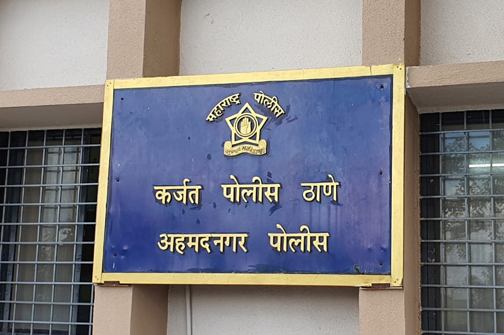 महाराष्ट्र पोलीस
कर्जत पोलीस ठाणे
अहमदनगर पोलीस